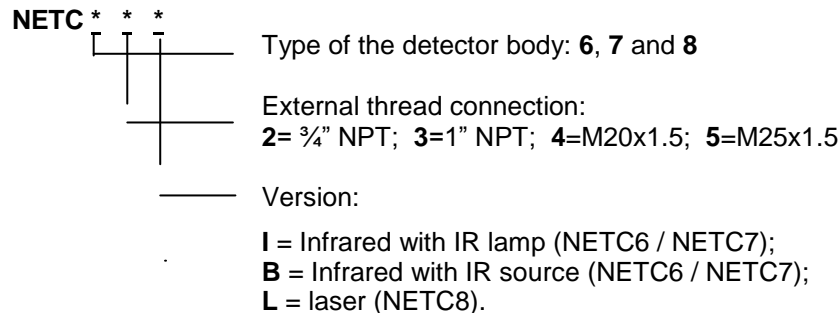 NETC * * *
Type of the detector body: 6, 7 and 8
External thread connection:
2= ¾” NPT; 3=1” NPT; 4=M20x1.5; 5=M25x1.5
Version:
I = Infrared with IR lamp (NETC6 / NETC7);
B = Infrared with IR source (NETC6 / NETC7);
L = laser (NETC8).